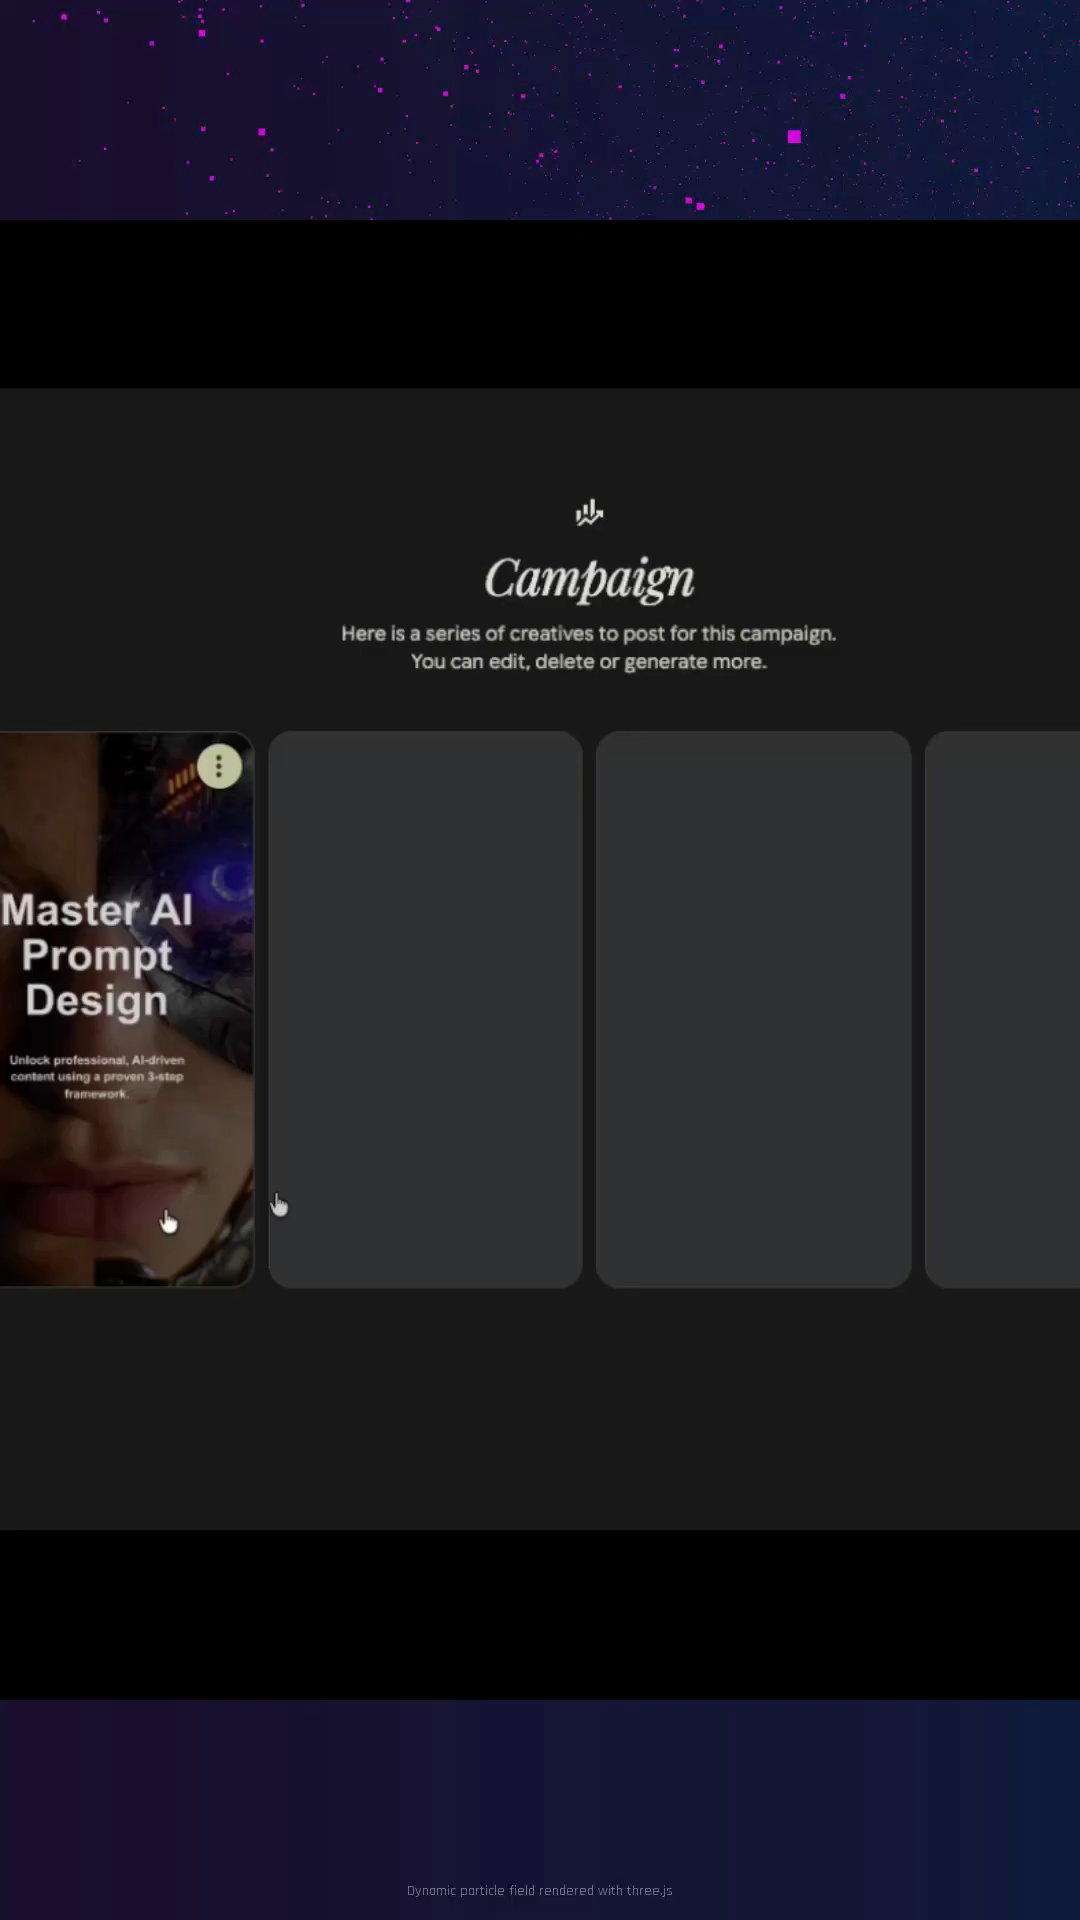 Campaign
Here is a series of creatives to post for this campaign.
You can edit, delete or generate more.
Master AI
Prompt
Design
Unlock professional, AI-driven
content using a proven 3-step
framework.
Dynamic particle field rendered with three.js